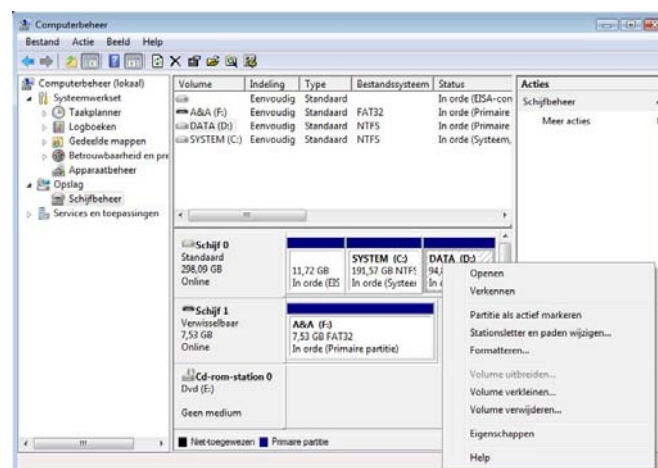 Computerbeheer
Bestand Actie Beeld Help
Computerbeheer (lokaal)
Systeemwerkset
Taakplanner
Logboeken
Gedeelde mappen
Betrouwbaarheid en pre
Apparaatbeheer
Opslag
Schijfbeheer
Services en toepassingen
Volume Indeling Type Bestandssysteem Status
Eenvoudig Standaard In orde (EISA-con
A&A (F:) Eenvoudig Standaard FAT32 In orde (Primaire
DATA (D:) Eenvoudig Standaard NTFS In orde (Primaire
SYSTEM (C:) Eenvoudig Standaard NTFS In orde (Systeem,
Acties
Schijfbeheer
Meer acties
Schijf 0
Standaard
298,09 GB
Online
11,72 GB
In orde (EIS
SYSTEM (C:)
191,57 GB NTFS
In orde (Systeer
DATA (D:)
94,
In
Schijf 1
Verwisselbaar
7,53 GB
Online
A&A (F:)
7,53 GB FAT32
In orde (Primaire partitie)
Cd-rom-station 0
Dvd (E:)
Geen medium
Niet-toegewezen Primaire partitie
Openen
Verkennen
Partitie als actief markeren
Stationsletter en paden wijzigen...
Formatteren...
Volume uitbreiden...
Volume verkleinen...
Volume verwijderen...
Eigenschappen
Help